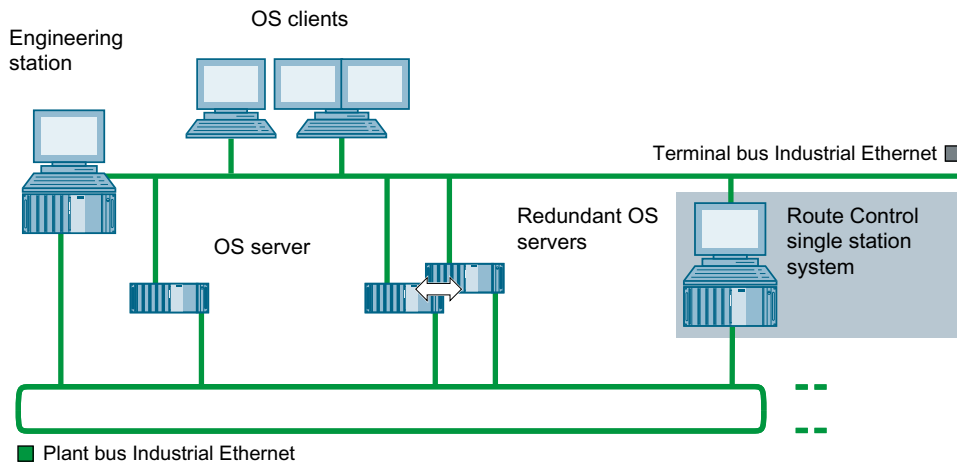 OS clients
Engineering
station
Terminal bus Industrial Ethernet
Redundant OS
servers
Route Control
single station
system
OS server
Plant bus Industrial Ethernet